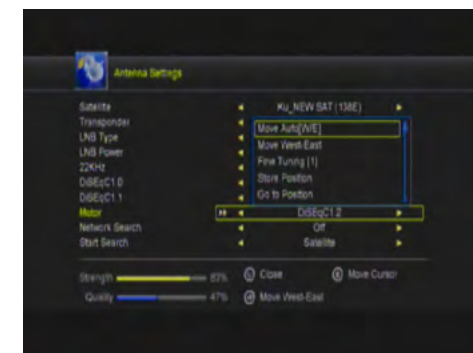 Antenna Settings
Satellite Ku_NEW SAT (138E)
Transponder
LNB Type
LNB Power
22KHz
DiSEqC1.0
DiSEqC1.1
Move Auto[W/E]
Move West-East
Fine Tuning (1)
Store Position
Go to Position
Motor DiSEqC1.2
Network Search Off
Start Search Satellite
Strength 83% Close Move Cursor
Quality 47% Move West-East